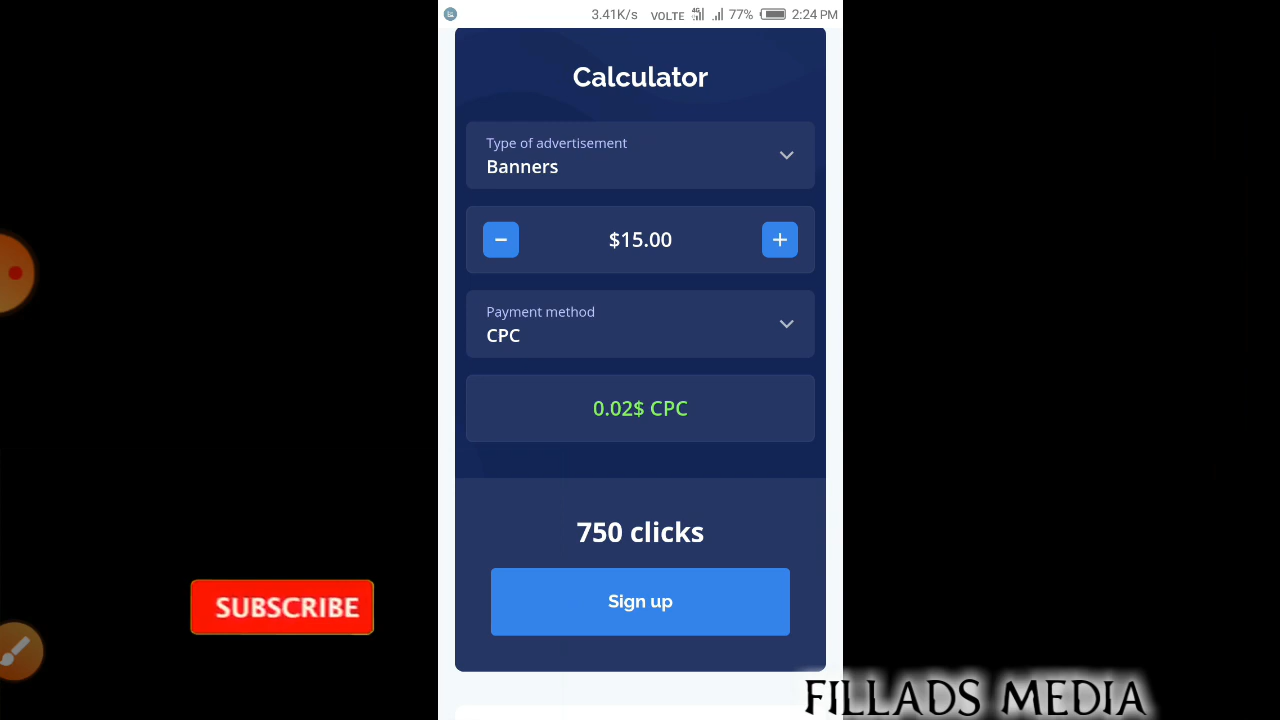 3.41K/s VOLTE 4G 77% 2:24 PM
Calculator
Type of advertisement
Banners
$15.00
Payment method
CPC
0.02$ CPC
750 clicks
Sign up
SUBSCRIBE
FILLADS MEDIA